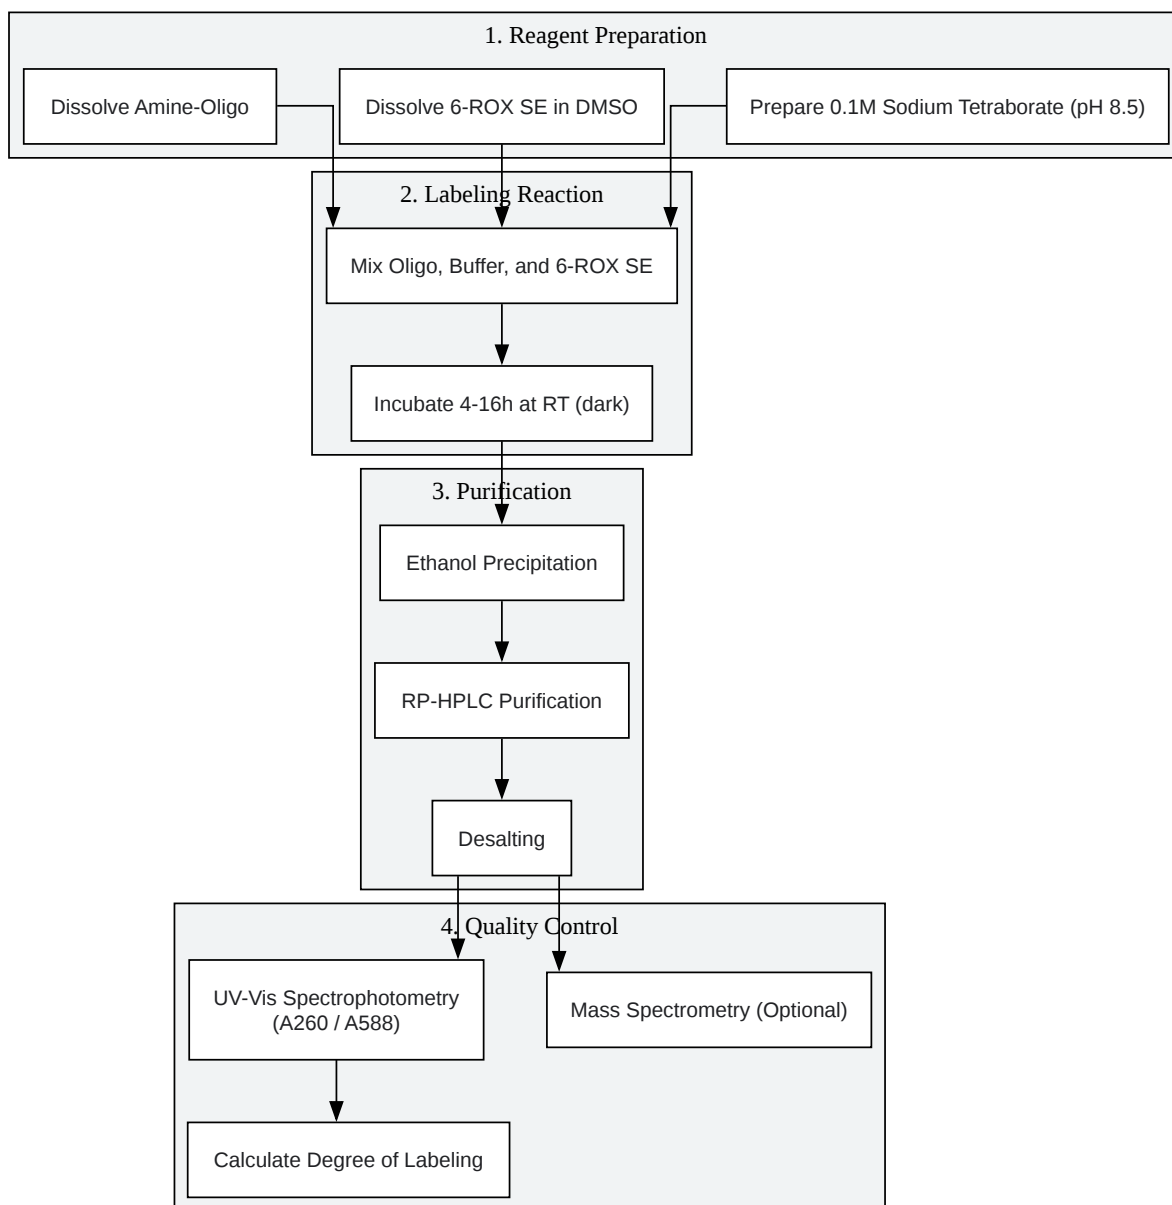 1. Reagent Preparation
Dissolve Amine-Oligo
Dissolve 6-ROX SE in DMSO
Prepare 0.1M Sodium Tetraborate (pH 8.5)
2. Labeling Reaction
Mix Oligo, Buffer, and 6-ROX SE
Incubate 4-16h at RT (dark)
3. Purification
Ethanol Precipitation
RP-HPLC Purification
Desalting
4. Quality Control
UV-Vis Spectrophotometry
(A260 / A588)
Mass Spectrometry (Optional)
Calculate Degree of Labeling